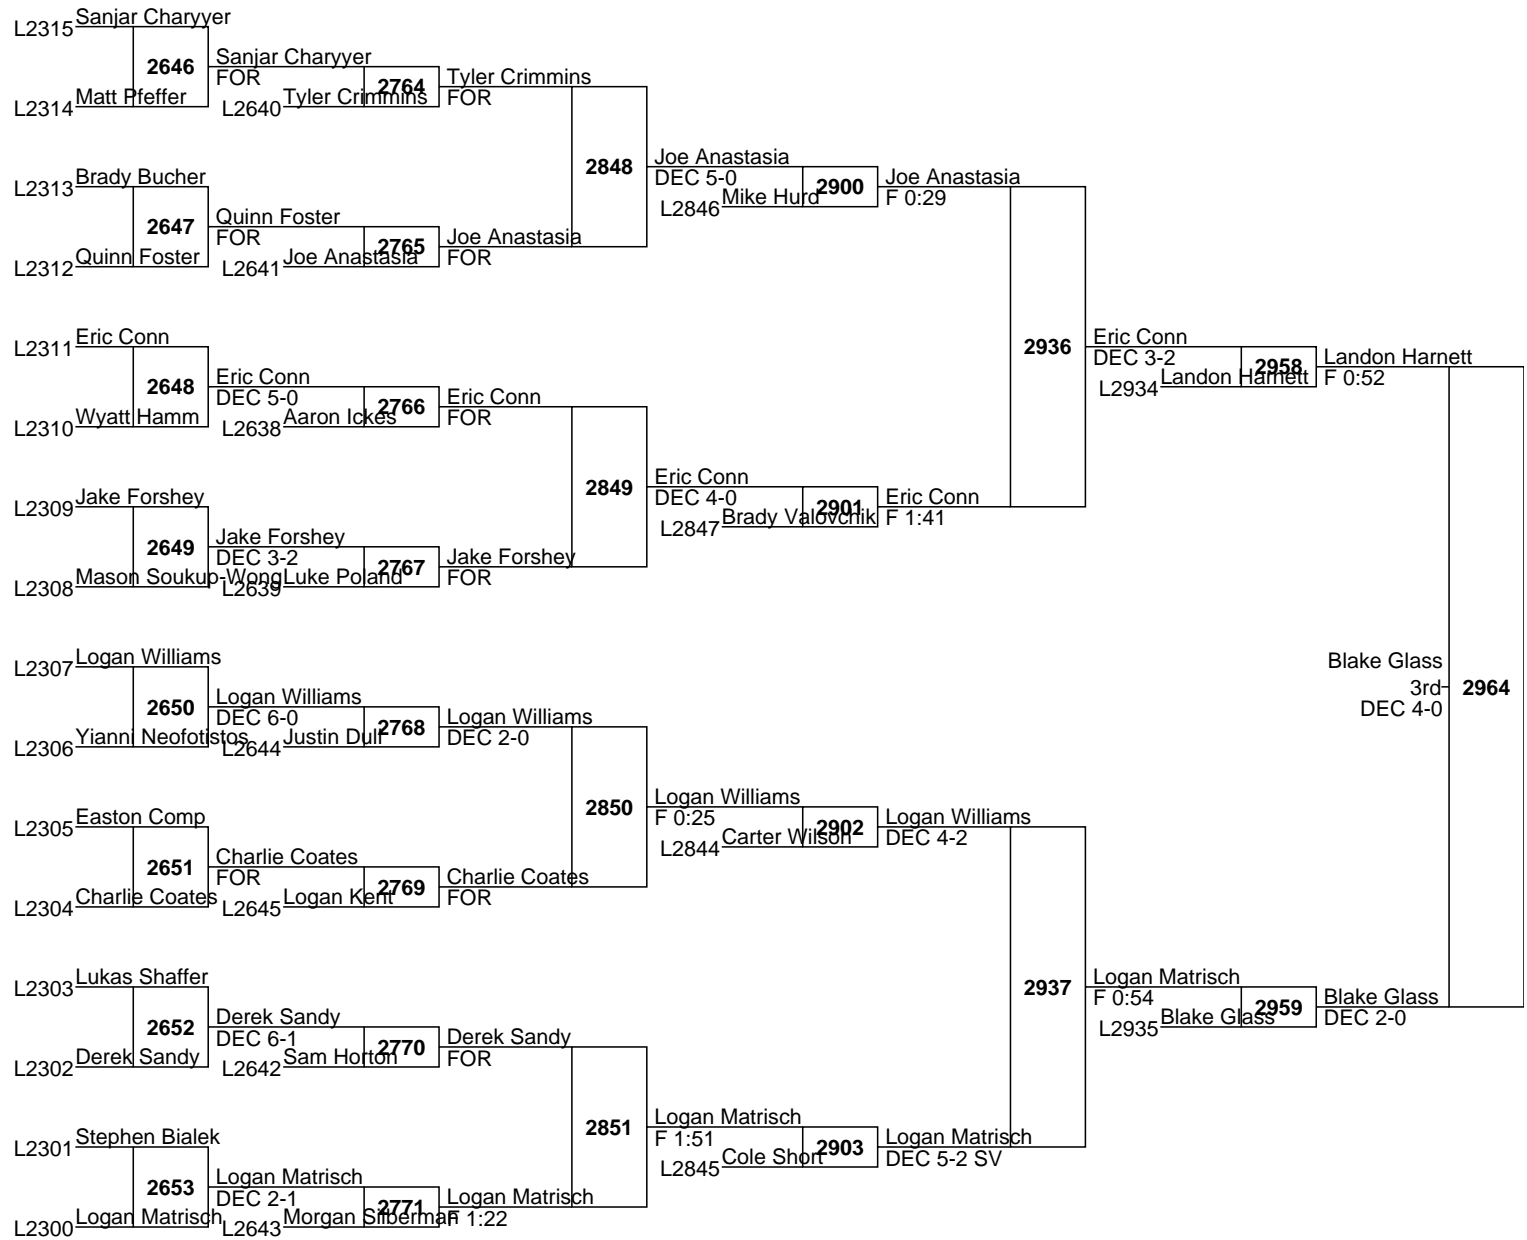 L2315 Sanjar Charyyer
2646
Sanjar Charyyer
FOR
L2314 Matt Pfeffer
L2640 Tyler Crimmins
2764
Tyler Crimmins
FOR
2848
L2313 Brady Bucher
2647
Quinn Foster
FOR
L2312 Quinn Foster
L2641 Joe Anastasia
2765
Joe Anastasia
FOR
Joe Anastasia
DEC 5-0
L2846 Mike Hurd
2900
Joe Anastasia
F 0:29
2936
L2311 Eric Conn
2648
Eric Conn
DEC 5-0
L2310 Wyatt Hamm
L2638 Aaron Ickes
2766
Eric Conn
FOR
2849
L2309 Jake Forshey
2649
Jake Forshey
DEC 3-2
L2308 Mason Soukup-Wong
L2639 Luke Poland
2767
Jake Forshey
FOR
Eric Conn
DEC 4-0
L2847 Brady Valovchik
2901
Eric Conn
F 1:41
Eric Conn
DEC 3-2
L2934 Landon Harnett
2958
Landon Harnett
F 0:52
L2307 Logan Williams
2650
Logan Williams
DEC 6-0
L2306 Yianni Neofotistos
L2644 Justin Dull
2768
Logan Williams
DEC 2-0
2850
L2305 Easton Comp
2651
Charlie Coates
FOR
L2304 Charlie Coates
L2645 Logan Kent
2769
Charlie Coates
FOR
Logan Williams
F 0:25
L2844 Carter Wilson
2902
Logan Williams
DEC 4-2
2937
L2303 Lukas Shaffer
2652
Derek Sandy
DEC 6-1
L2302 Derek Sandy
L2642 Sam Horton
2770
Derek Sandy
FOR
2851
L2301 Stephen Bialek
2653
Logan Matrisch
DEC 2-1
L2300 Logan Matrisch
L2643 Morgan Silberman
2771
Logan Matrisch
F 1:22
Logan Matrisch
F 1:51
L2845 Cole Short
2903
Logan Matrisch
DEC 5-2 SV
Logan Matrisch
F 0:54
L2935 Blake Glass
2959
Blake Glass
DEC 2-0
Blake Glass
3rd
DEC 4-0
2964